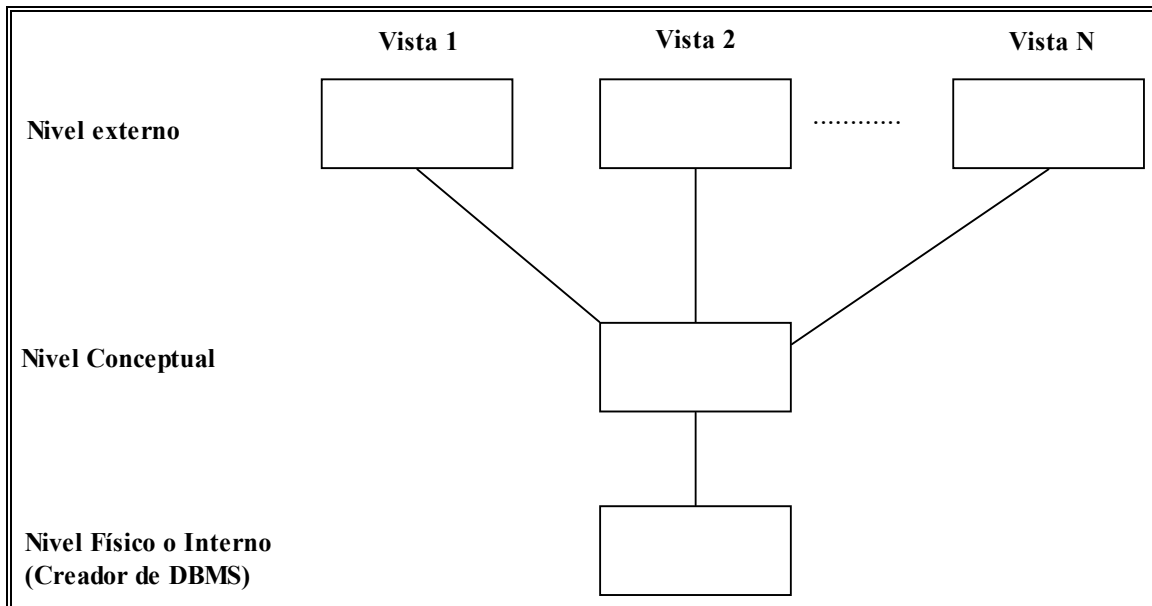 Vista 1
Vista 2
Vista N
Nivel externo
............
Nivel Conceptual
Nivel Físico o Interno
(Creador de DBMS)